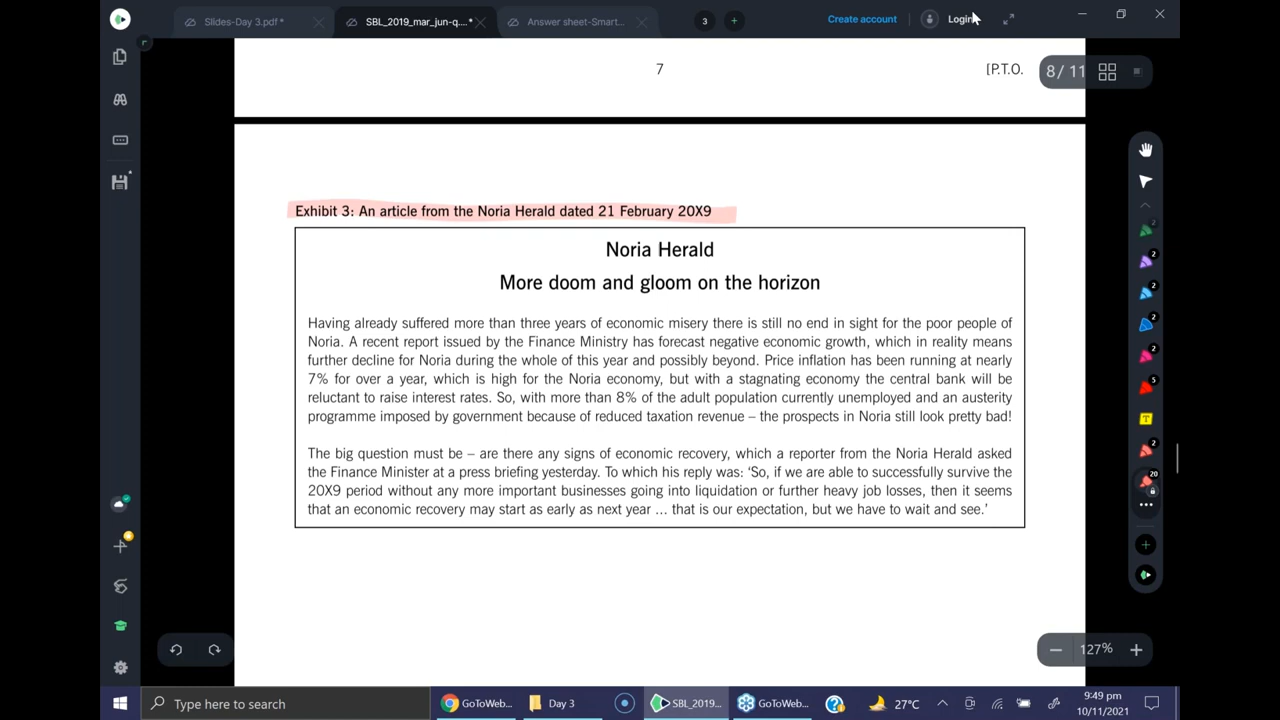 Slides-Day 3.pdf *
SBL_2019_mar_jun-q....*
Answer sheet-Smart...
3
Create account
Login
7
[P.T.O.
8 / 11
Exhibit 3: An article from the Noria Herald dated 21 February 20X9
Noria Herald
More doom and gloom on the horizon
Having already suffered more than three years of economic misery there is still no end in sight for the poor people of
Noria. A recent report issued by the Finance Ministry has forecast negative economic growth, which in reality means
further decline for Noria during the whole of this year and possibly beyond. Price inflation has been running at nearly
7% for over a year, which is high for the Noria economy, but with a stagnating economy the central bank will be
reluctant to raise interest rates. So, with more than 8% of the adult population currently unemployed and an austerity
programme imposed by government because of reduced taxation revenue – the prospects in Noria still look pretty bad!
The big question must be – are there any signs of economic recovery, which a reporter from the Noria Herald asked
the Finance Minister at a press briefing yesterday. To which his reply was: ‘So, if we are able to successfully survive the
20X9 period without any more important businesses going into liquidation or further heavy job losses, then it seems
that an economic recovery may start as early as next year ... that is our expectation, but we have to wait and see.’
2
2
2
2
2
5
T
2
20
127%
Type here to search
GoToWeb...
Day 3
SBL_2019...
GoToWeb...
27°C
9:49 pm
10/11/2021